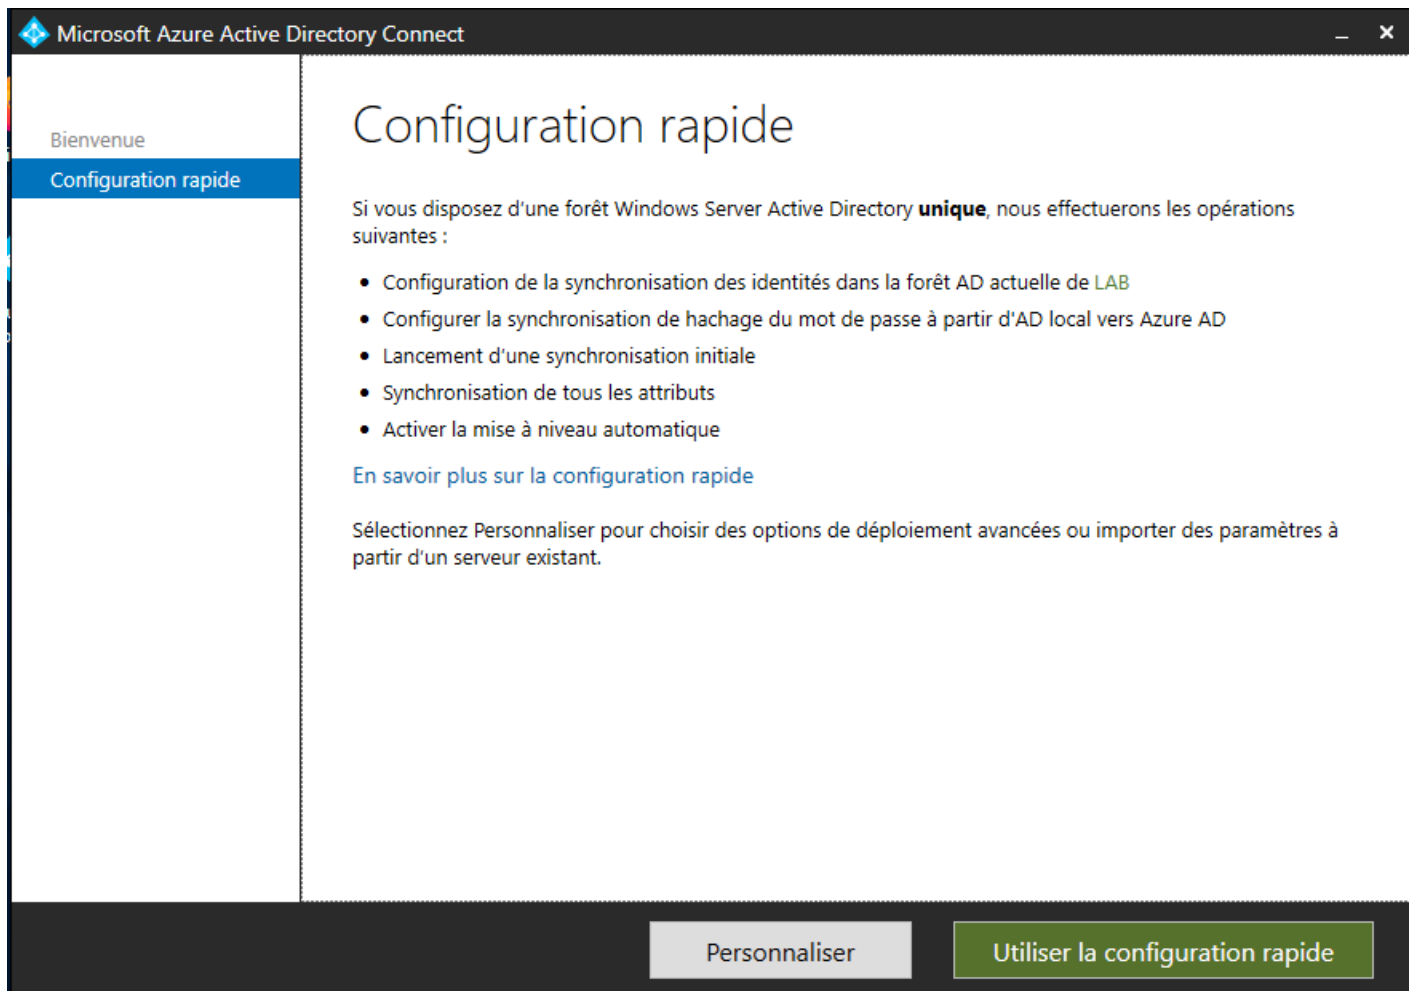 Microsoft Azure Active Directory Connect
Bienvenue
Configuration rapide
Configuration rapide
Si vous disposez d'une forêt Windows Server Active Directory unique, nous effectuerons les opérations
suivantes :
• Configuration de la synchronisation des identités dans la forêt AD actuelle de LAB
• Configurer la synchronisation de hachage du mot de passe à partir d'AD local vers Azure AD
• Lancement d'une synchronisation initiale
• Synchronisation de tous les attributs
• Activer la mise à niveau automatique
En savoir plus sur la configuration rapide
Sélectionnez Personnaliser pour choisir des options de déploiement avancées ou importer des paramètres à
partir d'un serveur existant.
Personnaliser
Utiliser la configuration rapide